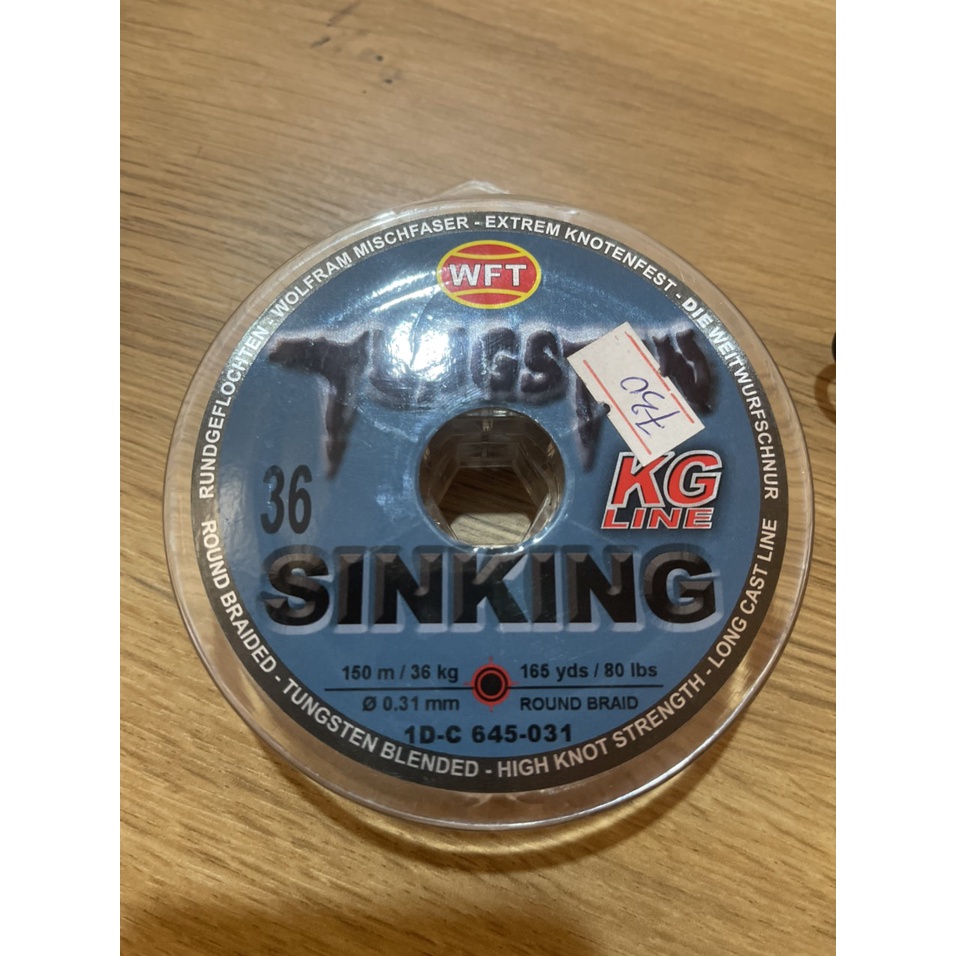 RUNDGEFLOCHTEN - WOLFRAM MISCHFASER - EXTREM KNOTENFEST - DIE WEITWURFSCHNUR
WFT
TUNGSTEN
720
KG
LINE
36
SINKING
150 m / 36 kg 165 yds / 80 lbs
Ø 0.31 mm ROUND BRAID
1D-C 645-031
ROUND BRAIDED - TUNGSTEN BLENDED - HIGH KNOT STRENGTH - LONG CAST LINE